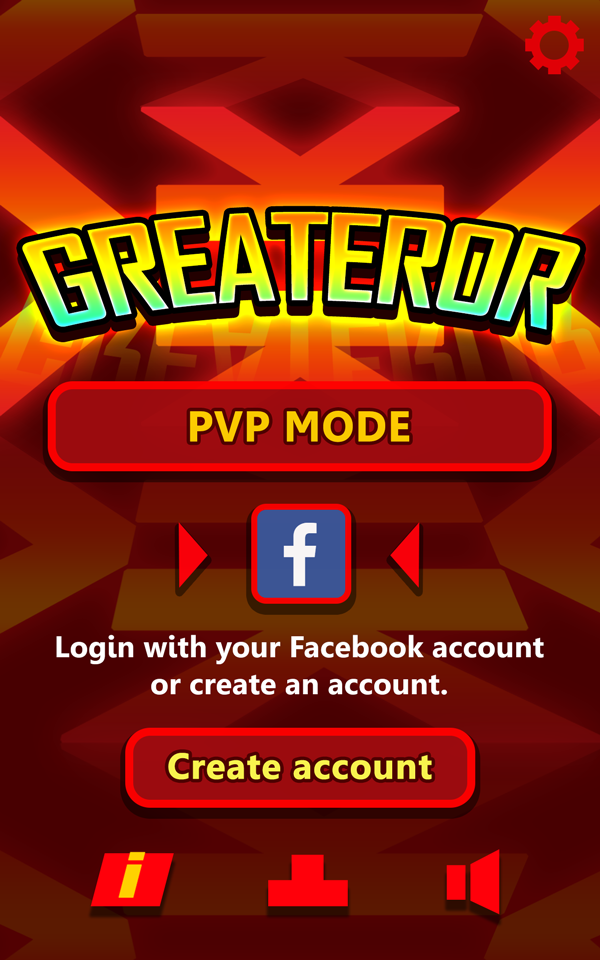 GREATEROR
PVP MODE
f
Login with your Facebook account
or create an account.
Create account
i